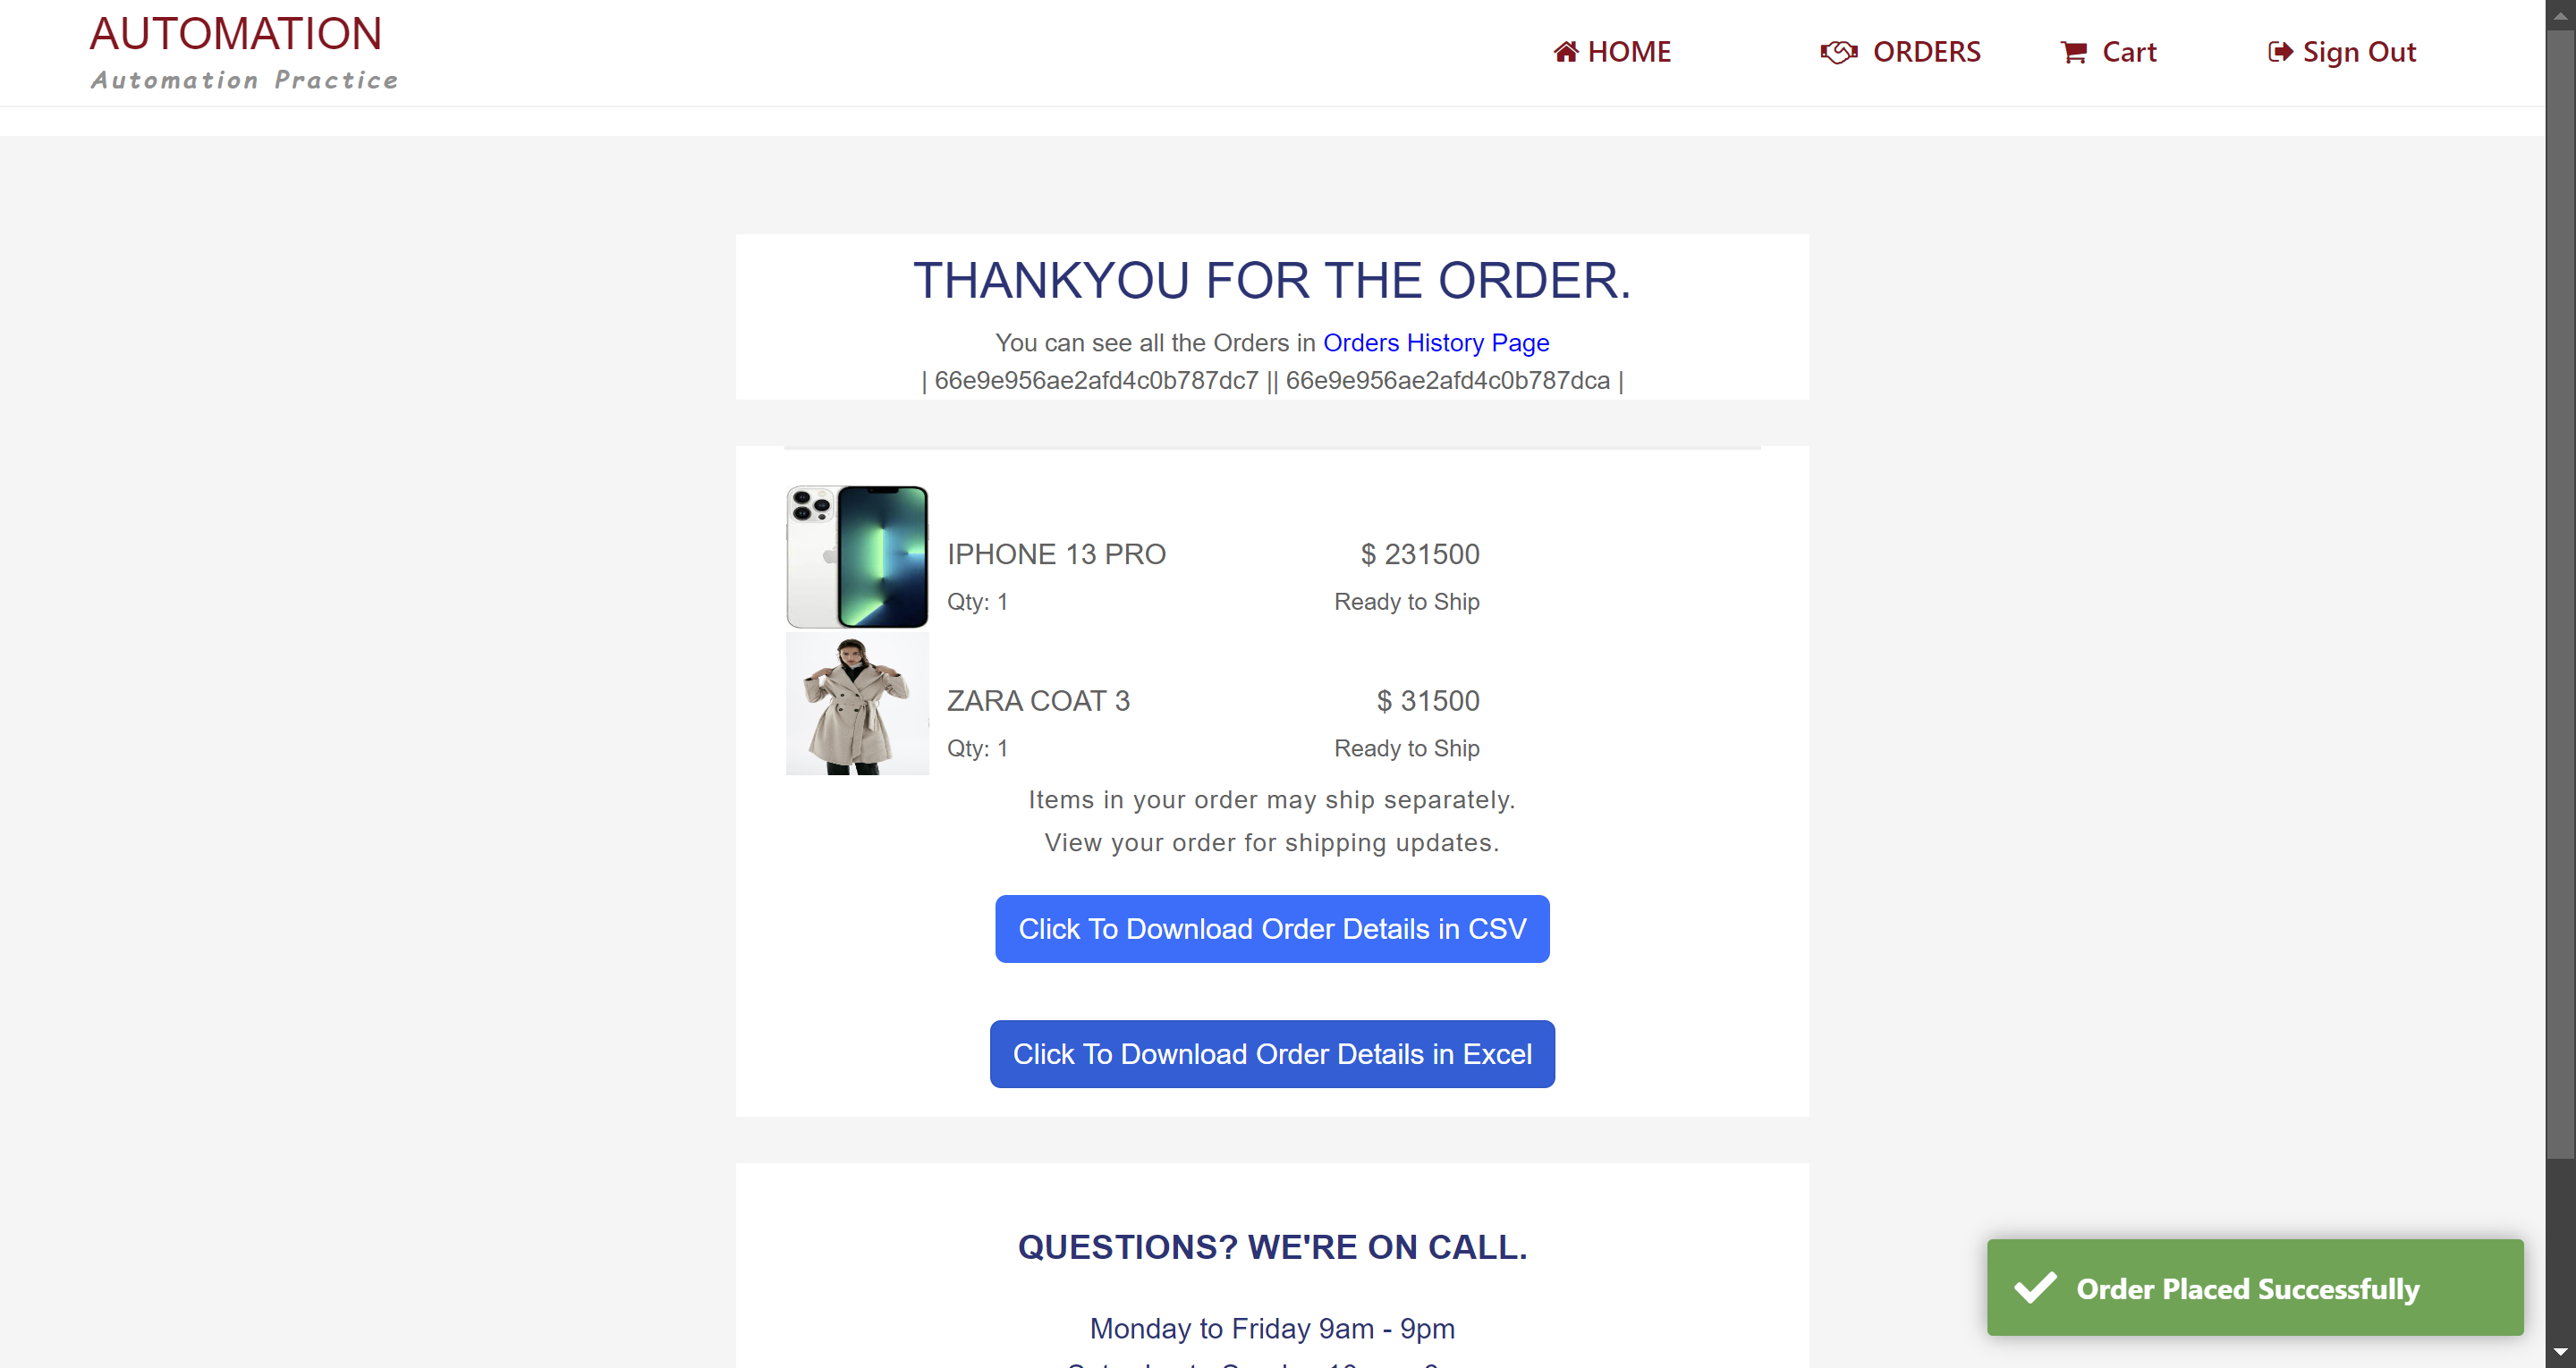 AUTOMATION
Automation Practice
HOME
ORDERS
Cart
Sign Out
THANKYOU FOR THE ORDER.
You can see all the Orders in Orders History Page
| 66e9e956ae2afd4c0b787dc7 || 66e9e956ae2afd4c0b787dca |
IPHONE 13 PRO
$ 231500
Qty: 1
Ready to Ship
ZARA COAT 3
$ 31500
Qty: 1
Ready to Ship
Items in your order may ship separately.
View your order for shipping updates.
Click To Download Order Details in CSV
Click To Download Order Details in Excel
QUESTIONS? WE'RE ON CALL.
Monday to Friday 9am - 9pm
Order Placed Successfully